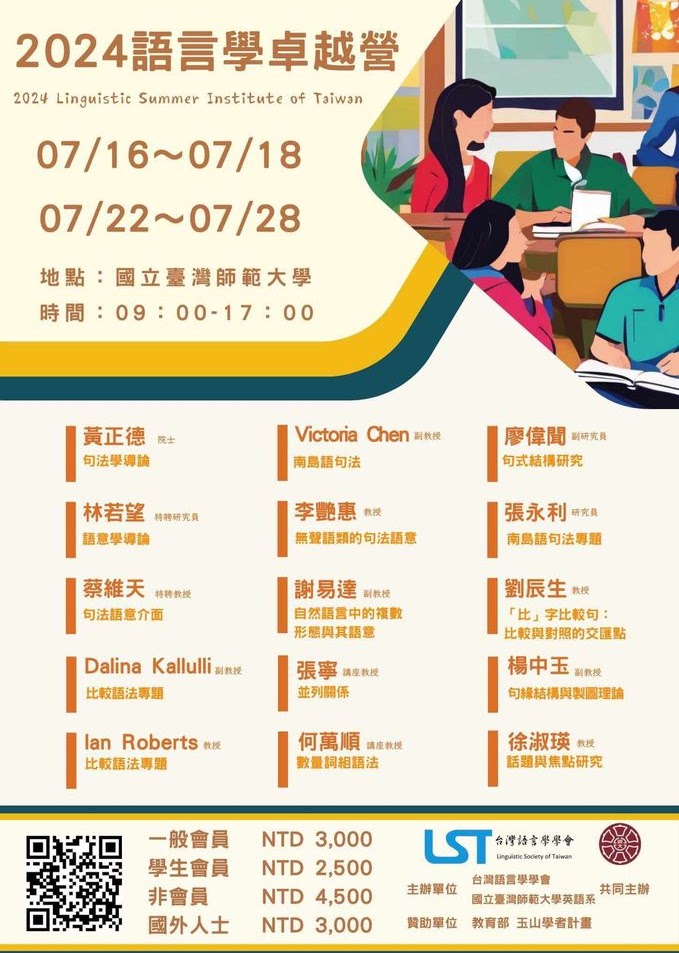 2024語言學卓越營
2024 Linguistic Summer Institute of Taiwan
07/16～07/18
07/22～07/28
地點：國立臺灣師範大學
時間：09：00-17：00
黃正德 院士
句法學導論
Victoria Chen 副教授
南島語句法
廖偉聞 副研究員
句式結構研究
林若望 特聘研究員
語意學導論
李艷惠 教授
無聲語類的句法語意
張永利 研究員
南島語句法專題
蔡維天 特聘教授
句法語意介面
謝易達 副教授
自然語言中的複數
形態與其語意
劉辰生 教授
「比」字比較句：
比較與對照的交匯點
Dalina Kallulli 副教授
比較語法專題
張寧 講座教授
並列關係
楊中玉 副教授
句緣結構與製圖理論
Ian Roberts 教授
比較語法專題
何萬順 講座教授
數量詞組語法
徐淑瑛 教授
話題與焦點研究
一般會員 NTD 3,000
學生會員 NTD 2,500
非會員 NTD 4,500
國外人士 NTD 3,000
LST 台灣語言學學會
Linguistic Society of Taiwan
主辦單位 台灣語言學學會
國立臺灣師範大學英語系 共同主辦
贊助單位 教育部 玉山學者計畫